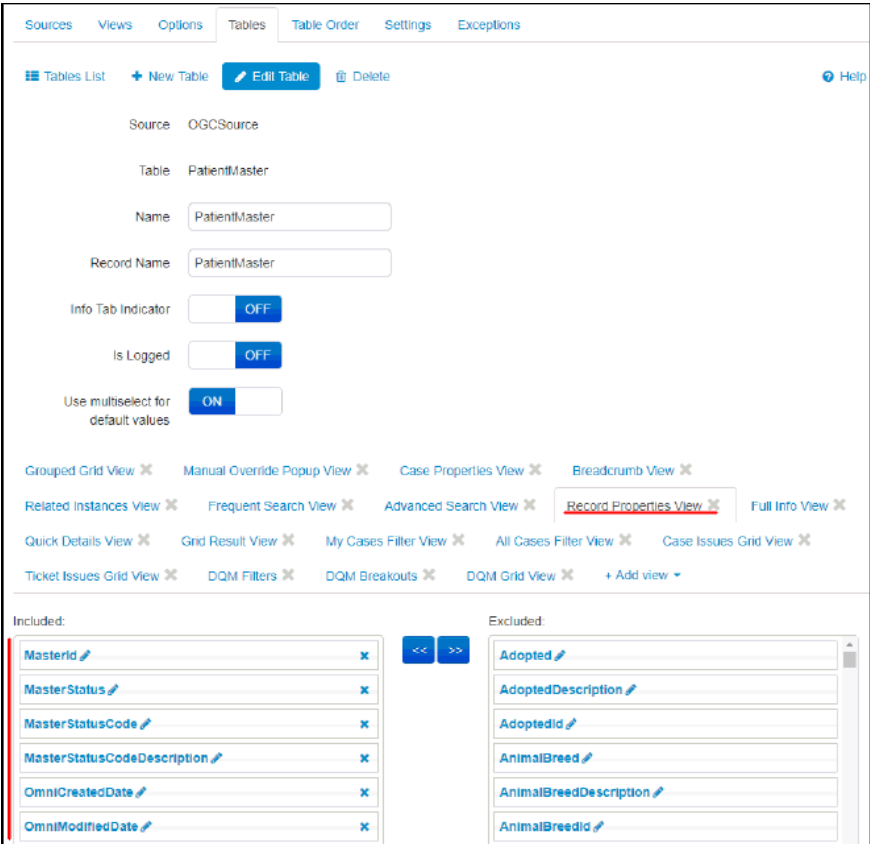 Sources Views Options Tables Table Order Settings Exceptions
Tables List + New Table Edit Table Delete Help
Source OGCSource
Table PatientMaster
Name PatientMaster
Record Name PatientMaster
Info Tab Indicator OFF
Is Logged OFF
Use multiselect for ON
default values
Grouped Grid View Manual Override Popup View Case Properties View Breadcrumb View
Related Instances View Frequent Search View Advanced Search View Record Properties View Full Info View
Quick Details View Grid Result View My Cases Filter View All Cases Filter View Case Issues Grid View
Ticket Issues Grid View DQM Filters DQM Breakouts DQM Grid View + Add view
Included: Excluded:
MasterId << >> Adopted
MasterStatus AdoptedDescription
MasterStatusCode AdoptedId
MasterStatusCodeDescription AnimalBreed
OmniCreatedDate AnimalBreedDescription
OmniModifiedDate AnimalBreedId